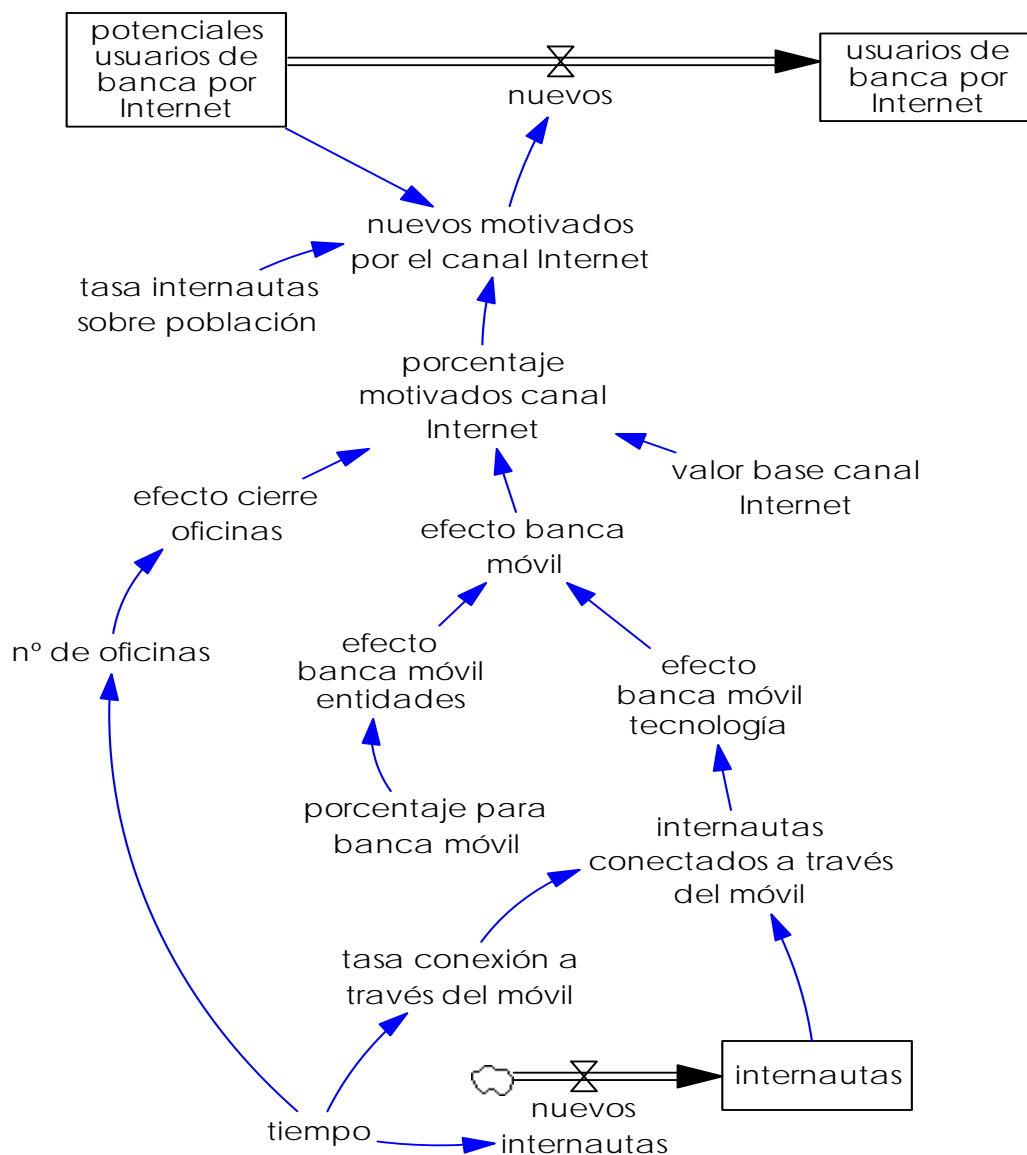 potenciales
usuarios de
banca por
Internet
nuevos
usuarios de
banca por
Internet
nuevos motivados
por el canal Internet
tasa internautas
sobre población
porcentaje
motivados canal
Internet
efecto cierre
oficinas
efecto banca
móvil
valor base canal
Internet
nº de oficinas
efecto
banca móvil
entidades
efecto
banca móvil
tecnología
porcentaje para
banca móvil
internautas
conectados a través
del móvil
tasa conexión a
través del móvil
internautas
nuevos
internautas
tiempo